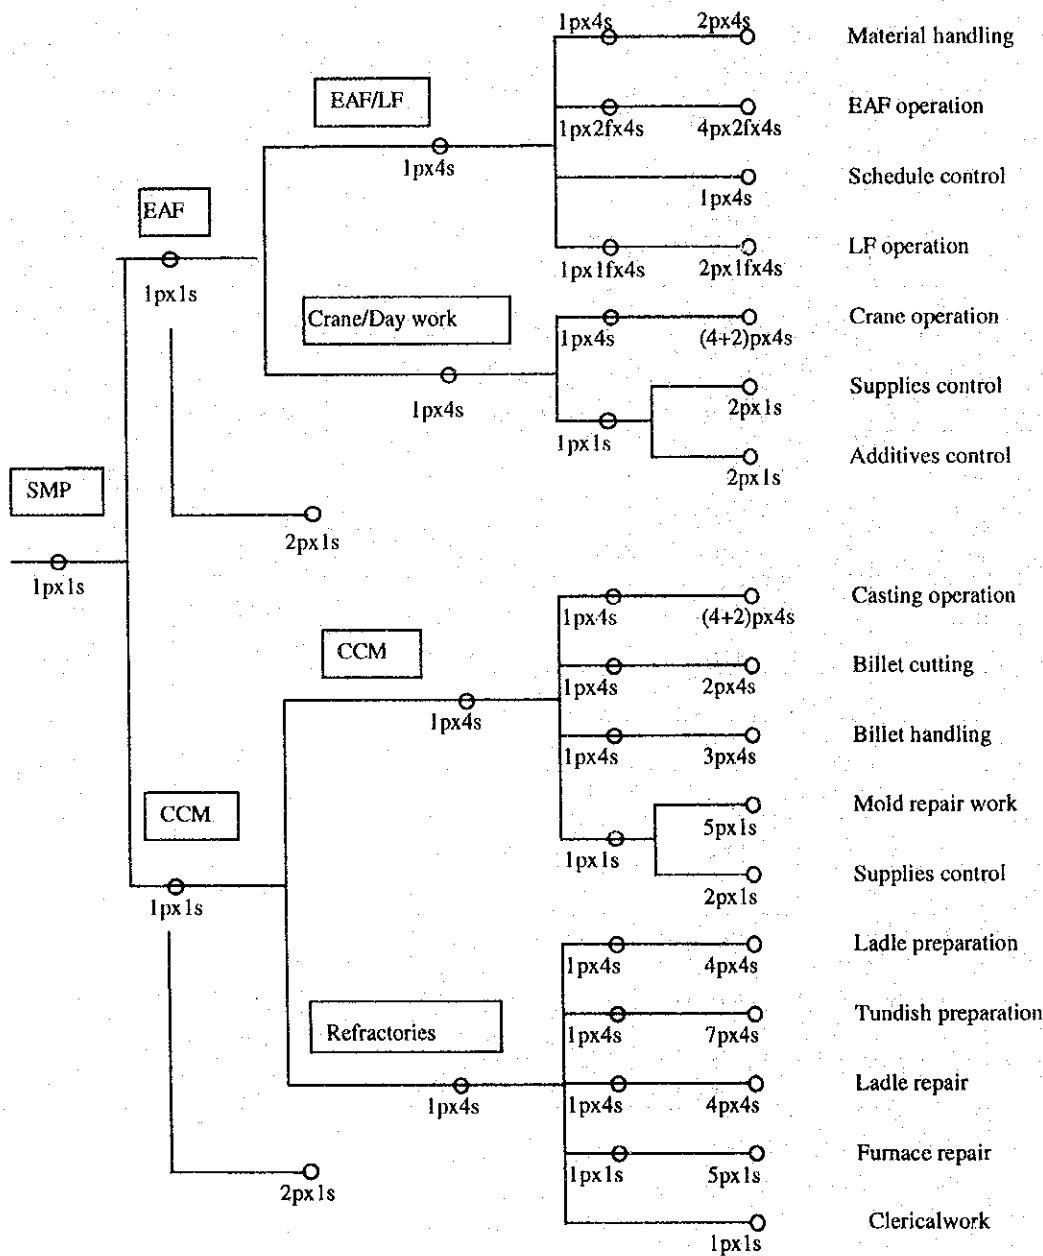 1px4s 2px4s Material handling
EAF/LF
1px2fx4s 4px2fx4s EAF operation
1px4s
1px4s Schedule control
EAF
1px1fx4s 2px1fx4s LF operation
1px1s
Crane/Day work
1px4s (4+2)px4s Crane operation
1px4s
2px1s Supplies control
1px1s
2px1s Additives control
SMP
2px1s
1px1s
1px4s (4+2)px4s Casting operation
CCM
1px4s 2px4s Billet cutting
1px4s
1px4s 3px4s Billet handling
CCM
5px1s Mold repair work
1px1s
2px1s Supplies control
1px1s
1px4s 4px4s Ladle preparation
Refractories
1px4s 7px4s Tundish preparation
1px4s
1px4s 4px4s Ladle repair
1px1s 5px1s Furnace repair
2px1s
1px1s Clericalwork